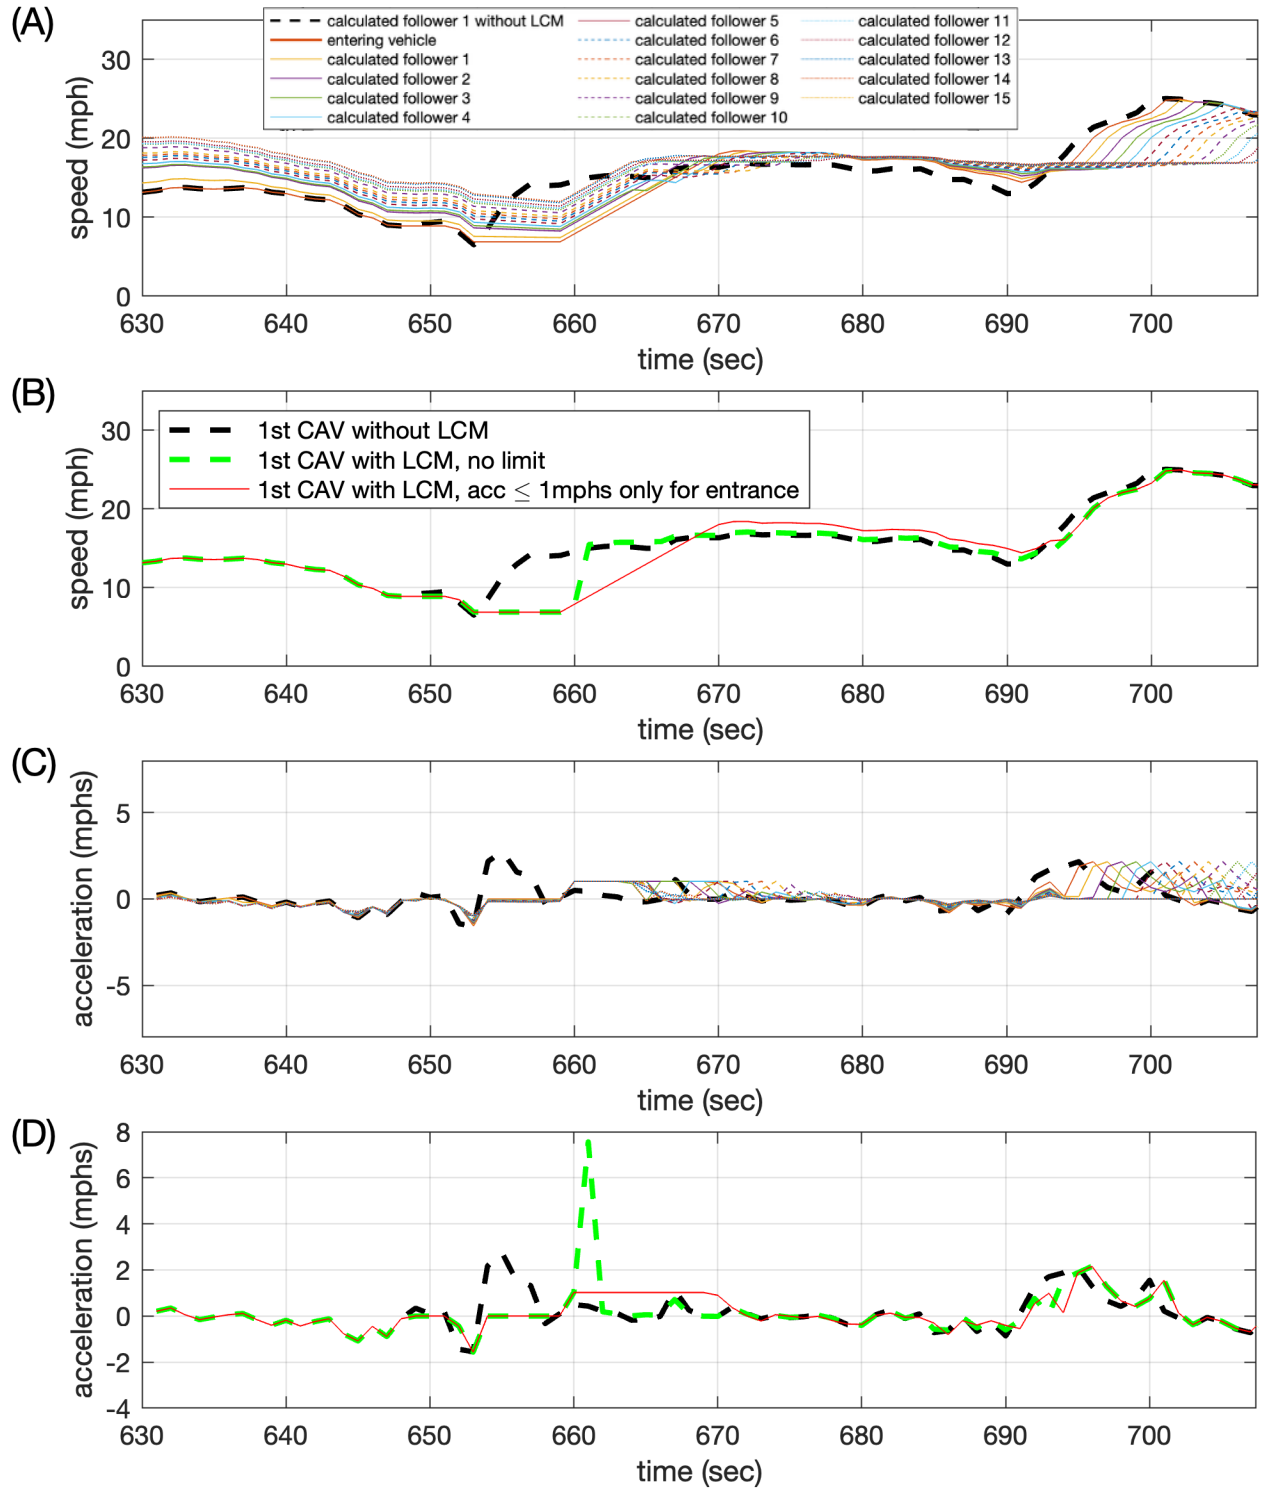 (A)
calculated follower 1 without LCM
entering vehicle
calculated follower 1
calculated follower 2
calculated follower 3
calculated follower 4
calculated follower 5
calculated follower 6
calculated follower 7
calculated follower 8
calculated follower 9
calculated follower 10
calculated follower 11
calculated follower 12
calculated follower 13
calculated follower 14
calculated follower 15
speed (mph)
30
20
10
0
630 640 650 660 670 680 690 700
time (sec)
(B)
1st CAV without LCM
1st CAV with LCM, no limit
1st CAV with LCM, acc ≤ 1mphs only for entrance
speed (mph)
30
20
10
0
630 640 650 660 670 680 690 700
time (sec)
(C)
acceleration (mphs)
5
0
-5
630 640 650 660 670 680 690 700
time (sec)
(D)
acceleration (mphs)
8
6
4
2
0
-2
-4
630 640 650 660 670 680 690 700
time (sec)